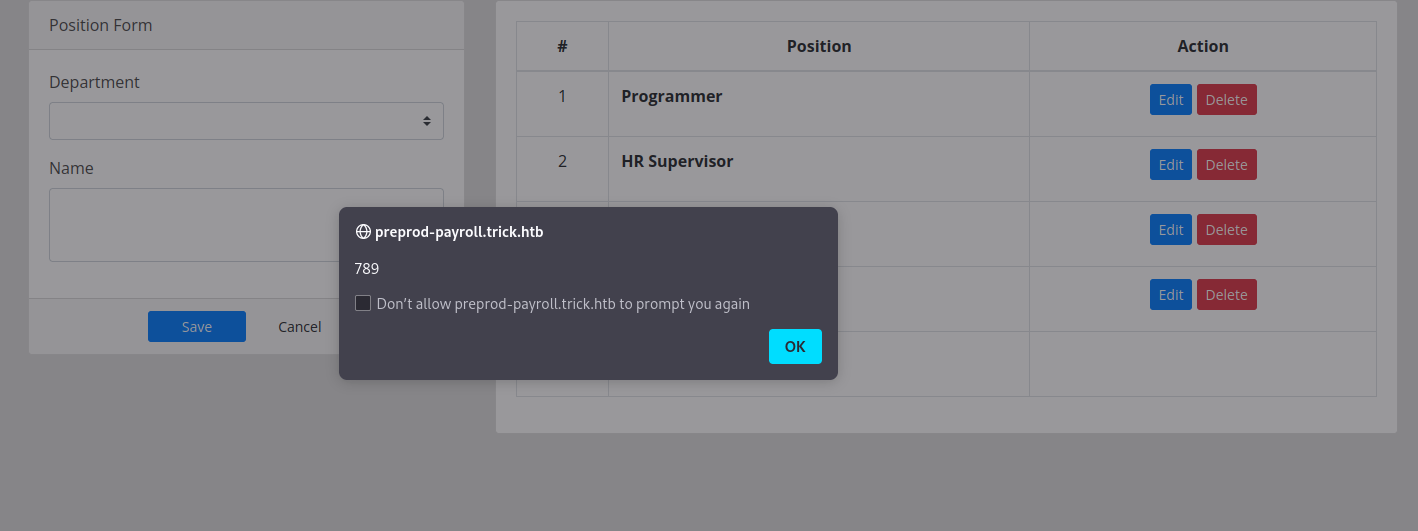 Position Form
Department
Name
Save Cancel
# Position Action
1 Programmer Edit Delete
2 HR Supervisor Edit Delete
Edit Delete
Edit Delete
preprod-payroll.trick.htb
789
Don’t allow preprod-payroll.trick.htb to prompt you again
OK